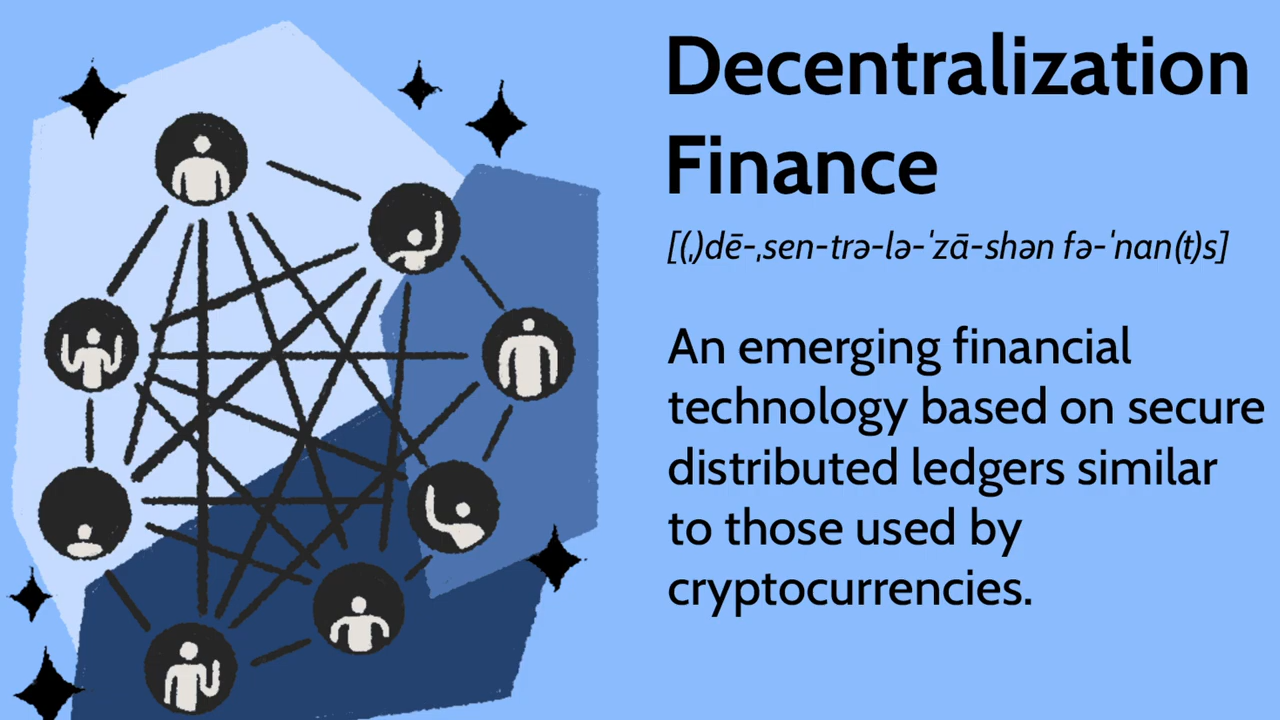 Decentralization
Finance
[(ˌ)dē-ˌsen-trə-lə-ˈzā-shən fə-ˈnan(t)s]
An emerging financial
technology based on secure
distributed ledgers similar
to those used by
cryptocurrencies.